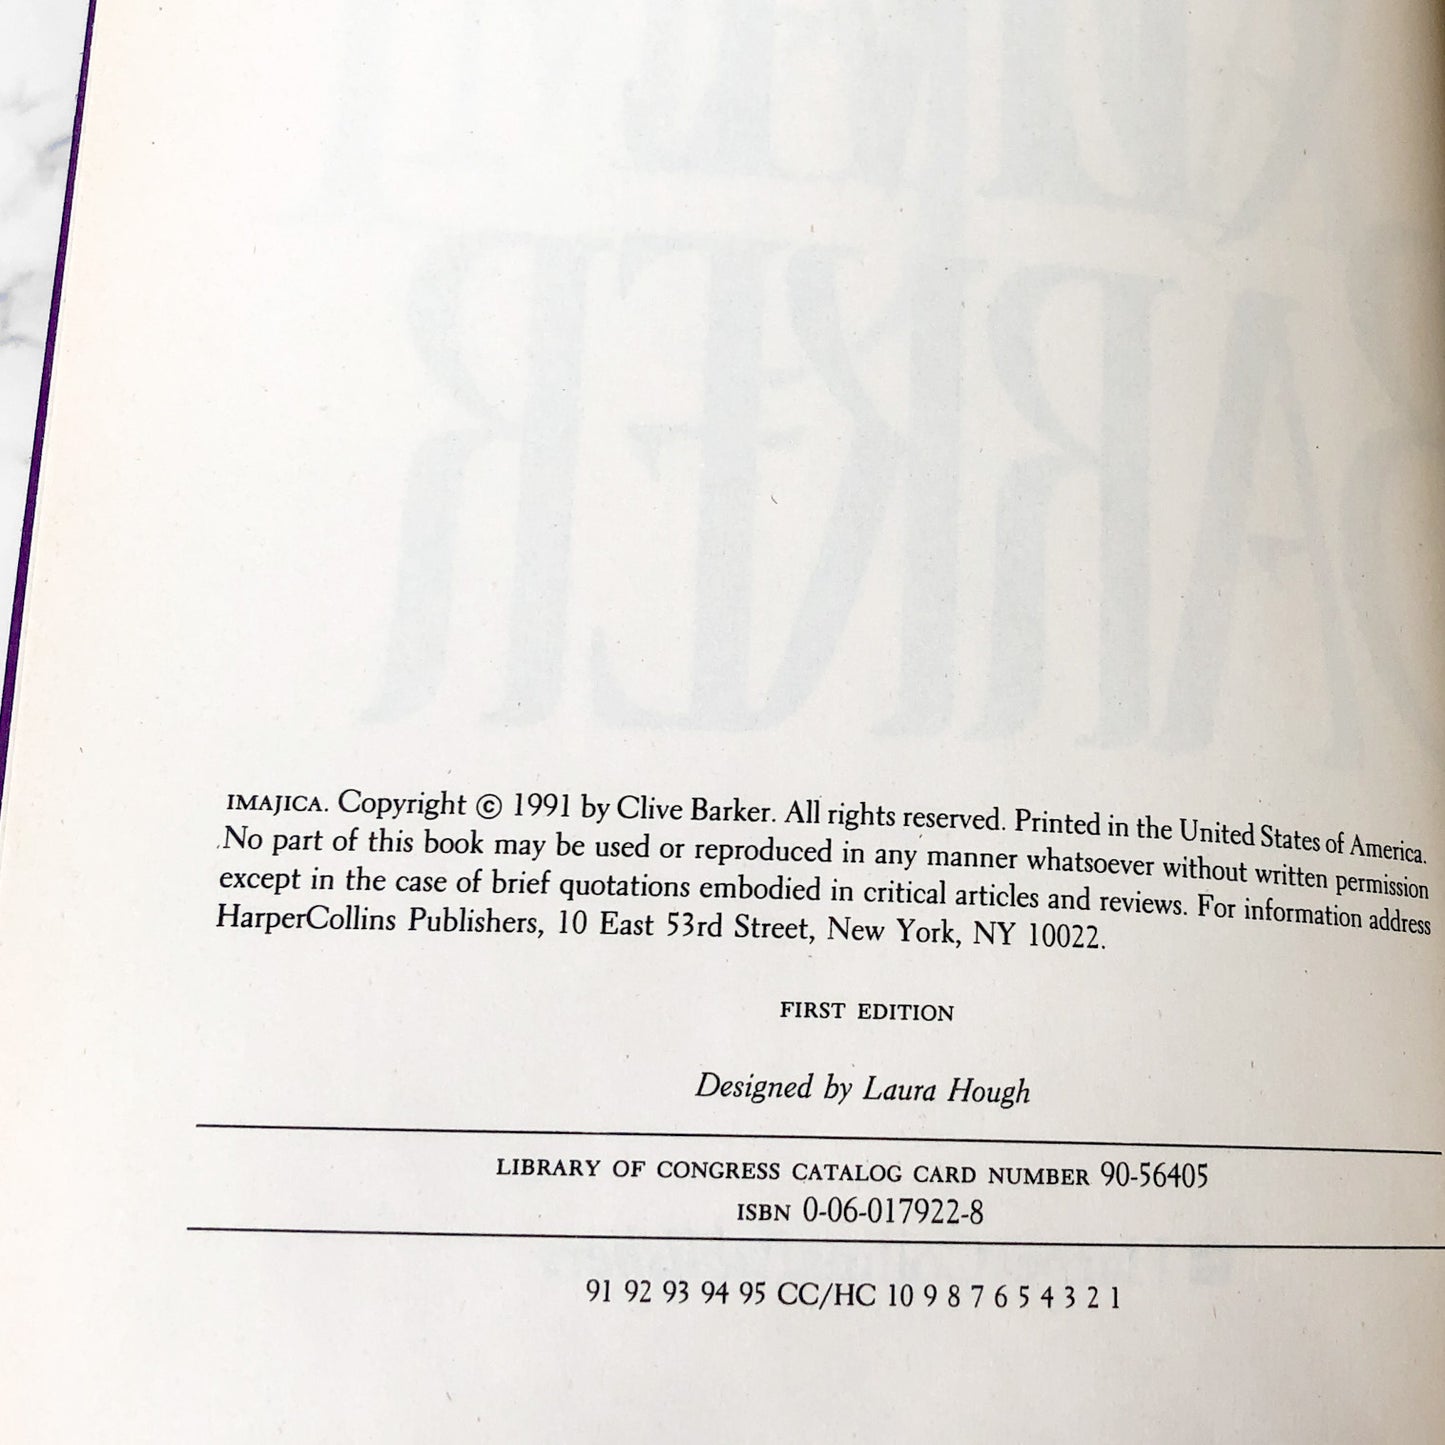 IMAJICA. Copyright © 1991 by Clive Barker. All rights reserved. Printed in the United States of America.
No part of this book may be used or reproduced in any manner whatsoever without written permission
except in the case of brief quotations embodied in critical articles and reviews. For information address
HarperCollins Publishers, 10 East 53rd Street, New York, NY 10022.
FIRST EDITION
Designed by Laura Hough
LIBRARY OF CONGRESS CATALOG CARD NUMBER 90-56405
ISBN 0-06-017922-8
91 92 93 94 95 CC/HC 10 9 8 7 6 5 4 3 2 1